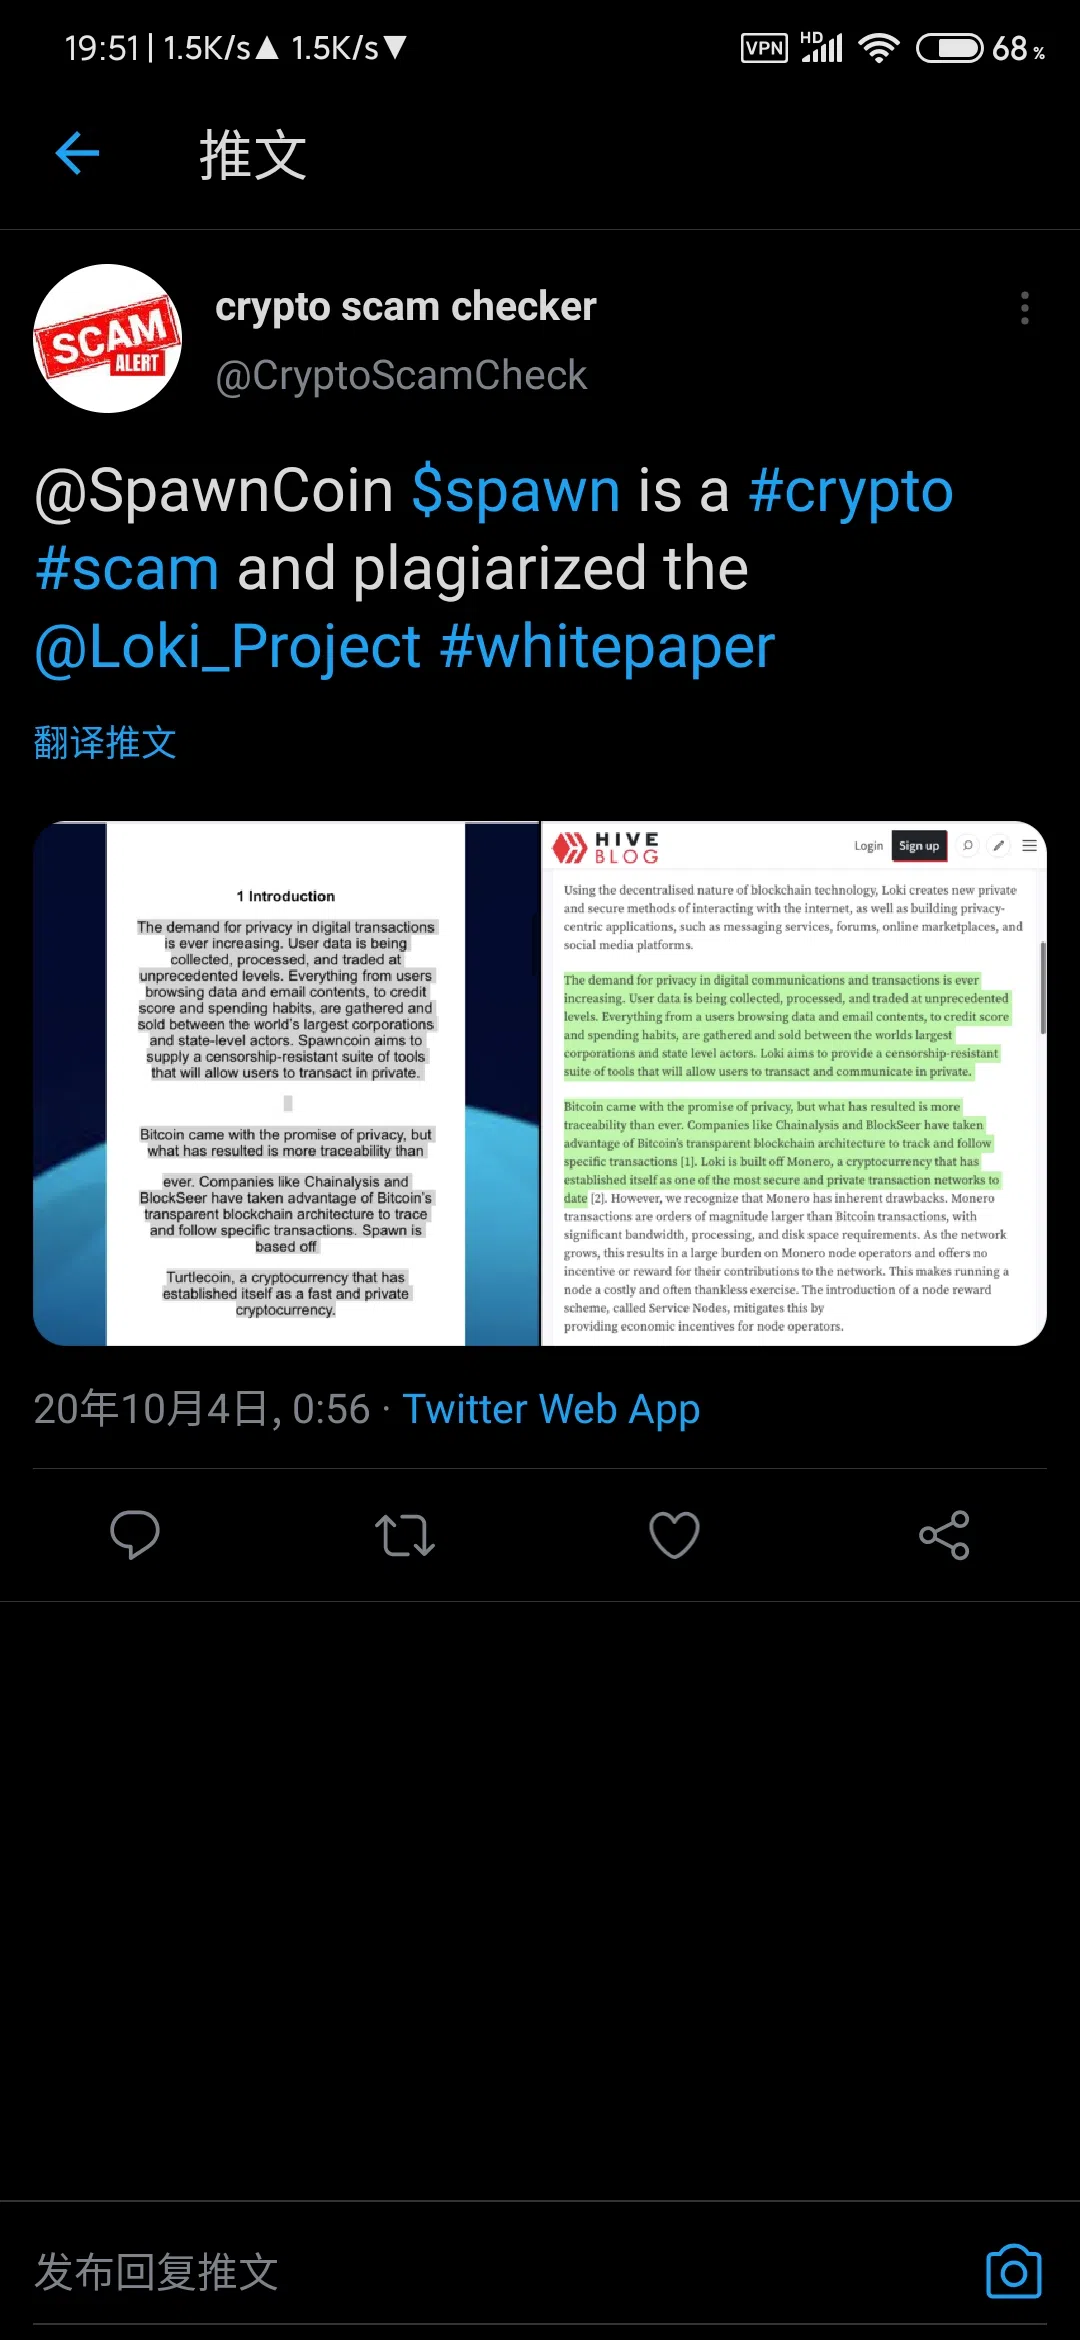 19:51 | 1.5K/s▲ 1.5K/s▼
VPN HD 68 %
推文
SCAM
ALERT
crypto scam checker
@CryptoScamCheck
@SpawnCoin $spawn is a #crypto
#scam and plagiarized the
@Loki_Project #whitepaper
翻译推文
1 Introduction
The demand for privacy in digital transactions
is ever increasing. User data is being
collected, processed, and traded at
unprecedented levels. Everything from users
browsing data and email contents, to credit
score and spending habits, are gathered and
sold between the world's largest corporations
and state-level actors. Spawncoin aims to
supply a censorship-resistant suite of tools
that will allow users to transact in private.
Bitcoin came with the promise of privacy, but
what has resulted is more traceability than
ever. Companies like Chainalysis and
BlockSeer have taken advantage of Bitcoin's
transparent blockchain architecture to trace
and follow specific transactions. Spawn is
based off
Turtlecoin, a cryptocurrency that has
established itself as a fast and private
cryptocurrency.
HIVE
BLOG
Login Sign up
Using the decentralised nature of blockchain technology, Loki creates new private
and secure methods of interacting with the internet, as well as building privacy-
centric applications, such as messaging services, forums, online marketplaces, and
social media platforms.
The demand for privacy in digital communications and transactions is ever
increasing. User data is being collected, processed, and traded at unprecedented
levels. Everything from a users browsing data and email contents, to credit score
and spending habits, are gathered and sold between the worlds largest
corporations and state level actors. Loki aims to provide a censorship-resistant
suite of tools that will allow users to transact and communicate in private.
Bitcoin came with the promise of privacy, but what has resulted is more
traceability than ever. Companies like Chainalysis and BlockSeer have taken
advantage of Bitcoin's transparent blockchain architecture to track and follow
specific transactions [1]. Loki is built off Monero, a cryptocurrency that has
established itself as one of the most secure and private transaction networks to
date [2]. However, we recognize that Monero has inherent drawbacks. Monero
transactions are orders of magnitude larger than Bitcoin transactions, with
significant bandwidth, processing, and disk space requirements. As the network
grows, this results in a large burden on Monero node operators and offers no
incentive or reward for their contributions to the network. This makes running a
node a costly and often thankless exercise. The introduction of a node reward
scheme, called Service Nodes, mitigates this by
providing economic incentives for node operators.
20年10月4日, 0:56 · Twitter Web App
发布回复推文